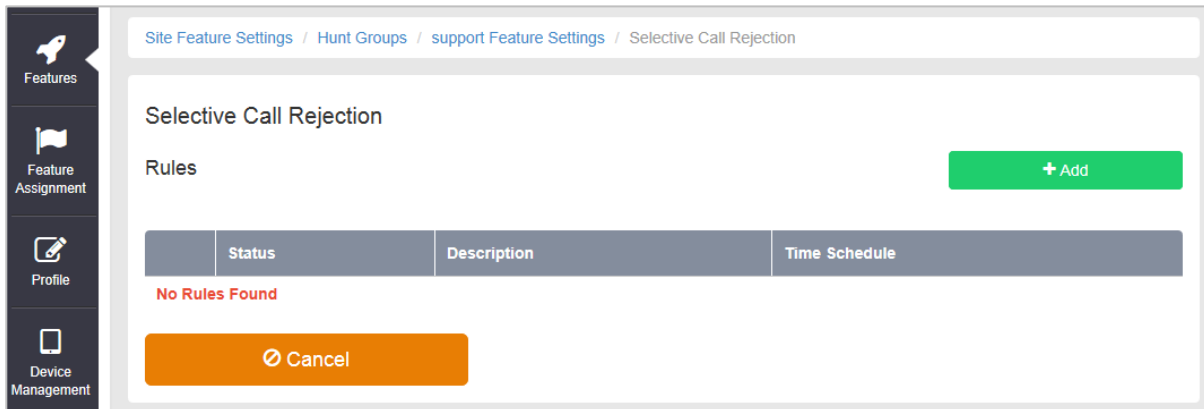 Features
Feature
Assignment
Profile
Device
Management
Site Feature Settings / Hunt Groups / support Feature Settings / Selective Call Rejection
Selective Call Rejection
Rules
+ Add
Status Description Time Schedule
No Rules Found
Cancel